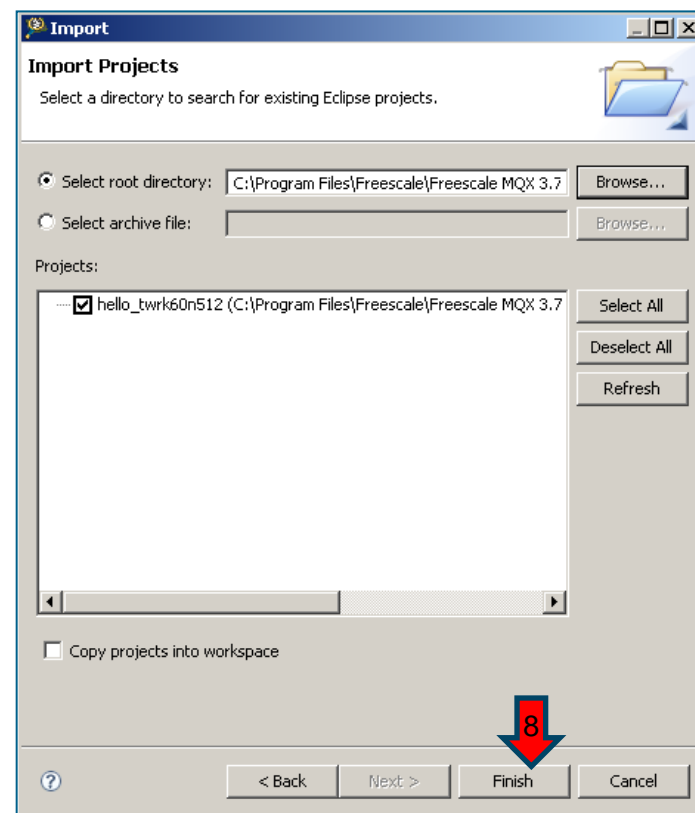 Import
Import Projects
Select a directory to search for existing Eclipse projects.
Select root directory: C:\Program Files\Freescale\Freescale MQX 3.7 Browse...
Select archive file: Browse...
Projects:
hello_twrk60n512 (C:\Program Files\Freescale\Freescale MQX 3.7 Select All
Deselect All
Refresh
Copy projects into workspace
8
? < Back Next > Finish Cancel